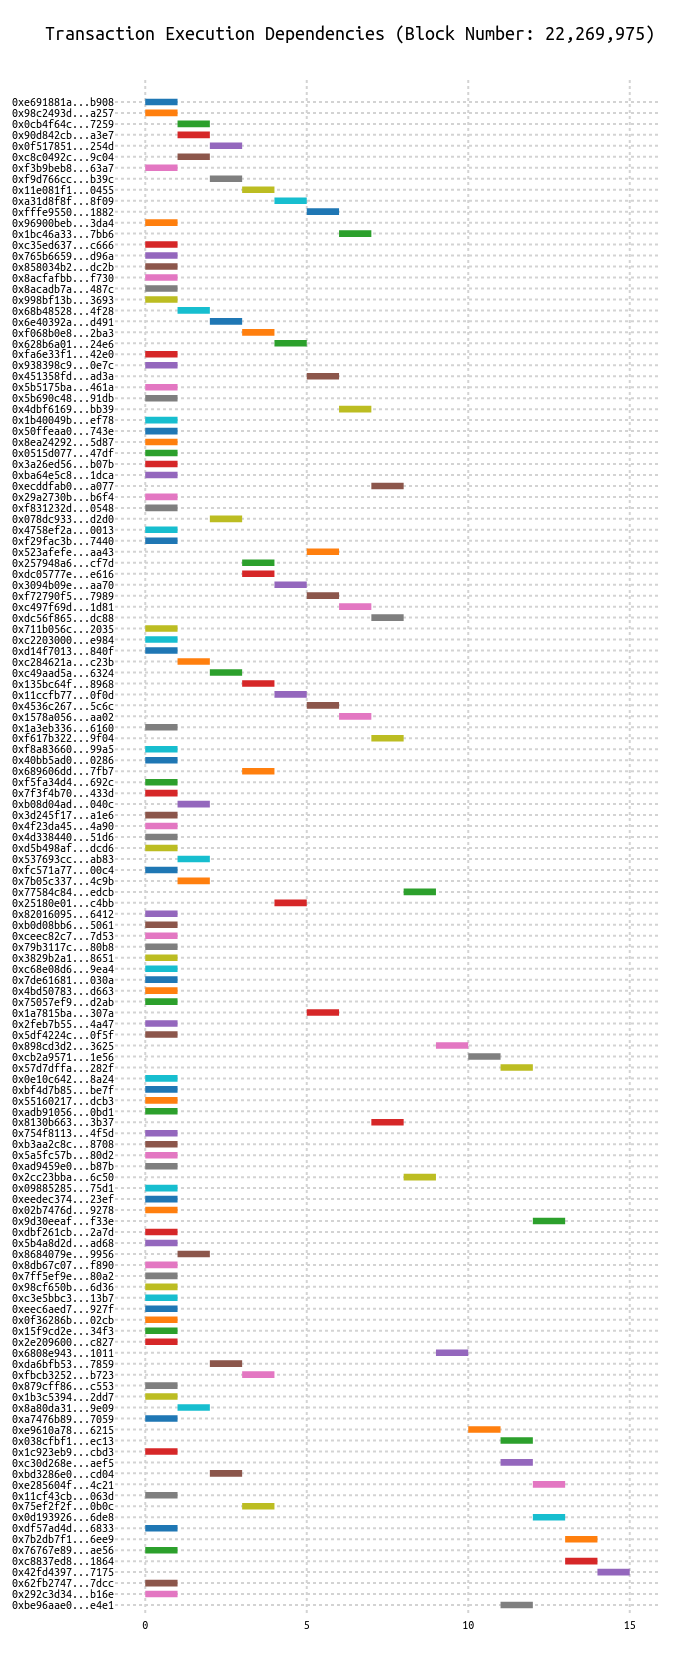 Transaction Execution Dependencies (Block Number: 22,269,975)
0xe691881a...b908
0x98c2493d...a257
0x0cb4f64c...7259
0x90d842cb...a3e7
0x0f517851...254d
0xc8c0492c...9c04
0xf3b9beb8...63a7
0xf9d766cc...b39c
0x11e081f1...0455
0xa31d8f8f...8f09
0xfffe9550...1882
0x96900beb...3da4
0x1bc46a33...7bb6
0xc35ed637...c666
0x765b6659...d96a
0x858034b2...dc2b
0x8acfafbb...f730
0x8acadb7a...487c
0x998bf13b...3693
0x68b48528...4f28
0x6e40392a...d491
0xf068b0e8...2ba3
0x628b6a01...24e6
0xfa6e33f1...42e0
0x938398c9...0e7c
0x451358fd...ad3a
0x5b5175ba...461a
0x5b690c48...91db
0x4dbf6169...bb39
0x1b40049b...ef78
0x50ffeaa0...743e
0x8ea24292...5d87
0x0515d077...47df
0x3a26ed56...b07b
0xba64e5c8...1dca
0xecddfab0...a077
0x29a2730b...b6f4
0xf831232d...0548
0x078dc933...d2d0
0x4758ef2a...0013
0xf29fac3b...7440
0x523afefe...aa43
0x257948a6...cf7d
0xdc05777e...e616
0x3094b09e...aa70
0xf72790f5...7989
0xc497f69d...1d81
0xdc56f865...dc88
0x711b056c...2035
0xc2203000...e984
0xd14f7013...840f
0xc284621a...c23b
0xc49aad5a...6324
0x135bc64f...8968
0x11ccfb77...0f0d
0x4536c267...5c6c
0x1578a056...aa02
0x1a3eb336...6160
0xf617b322...9f04
0xf8a83660...99a5
0x40bb5ad0...0286
0x689606dd...7fb7
0xf5fa34d4...692c
0x7f3f4b70...433d
0xb08d04ad...040c
0x3d245f17...a1e6
0x4f23da45...4a90
0x4d338440...51d6
0xd5b498af...dcd6
0x537693cc...ab83
0xfc571a77...00c4
0x7b05c337...4c9b
0x77584c84...edcb
0x25180e01...c4bb
0x82016095...6412
0xb0d08bb6...5061
0xceec82c7...7d53
0x79b3117c...80b8
0x3829b2a1...8651
0xc68e08d6...9ea4
0x7de61681...030a
0x4bd50783...d663
0x75057ef9...d2ab
0x1a7815ba...307a
0x2feb7b55...4a47
0x5df4224c...0f5f
0x898cd3d2...3625
0xcb2a9571...1e56
0x57d7dffa...282f
0x0e10c642...8a24
0xbf4d7b85...be7f
0x55160217...dcb3
0xadb91056...0bd1
0x8130b663...3b37
0x754f8113...4f5d
0xb3aa2c8c...8708
0x5a5fc57b...80d2
0xad9459e0...b87b
0x2cc23bba...6c50
0x09885285...75d1
0xeedec374...23ef
0x02b7476d...9278
0x9d30eeaf...f33e
0xdbf261cb...2a7d
0x5b4a8d2d...ad68
0x8684079e...9956
0x8db67c07...f890
0x7ff5ef9e...80a2
0x98cf650b...6d36
0xc3e5bbc3...13b7
0xeec6aed7...927f
0x0f36286b...02cb
0x15f9cd2e...34f3
0x2e209600...c827
0x6808e943...1011
0xda6bfb53...7859
0xfbcb3252...b723
0x879cff86...c553
0x1b3c5394...2dd7
0x8a80da31...9e09
0xa7476b89...7059
0xe9610a78...6215
0x038cfbf1...ec13
0x1c923eb9...cbd3
0xc30d268e...aef5
0xbd3286e0...cd04
0xe285604f...4c21
0x11cf43cb...063d
0x75ef2f2f...0b0c
0x0d193926...6de8
0xdf57ad4d...6833
0x7b2db7f1...6ee9
0x76767e89...ae56
0xc8837ed8...1864
0x42fd4397...7175
0x62fb2747...7dcc
0x292c3d34...b16e
0xbe96aae0...e4e1
0 5 10 15